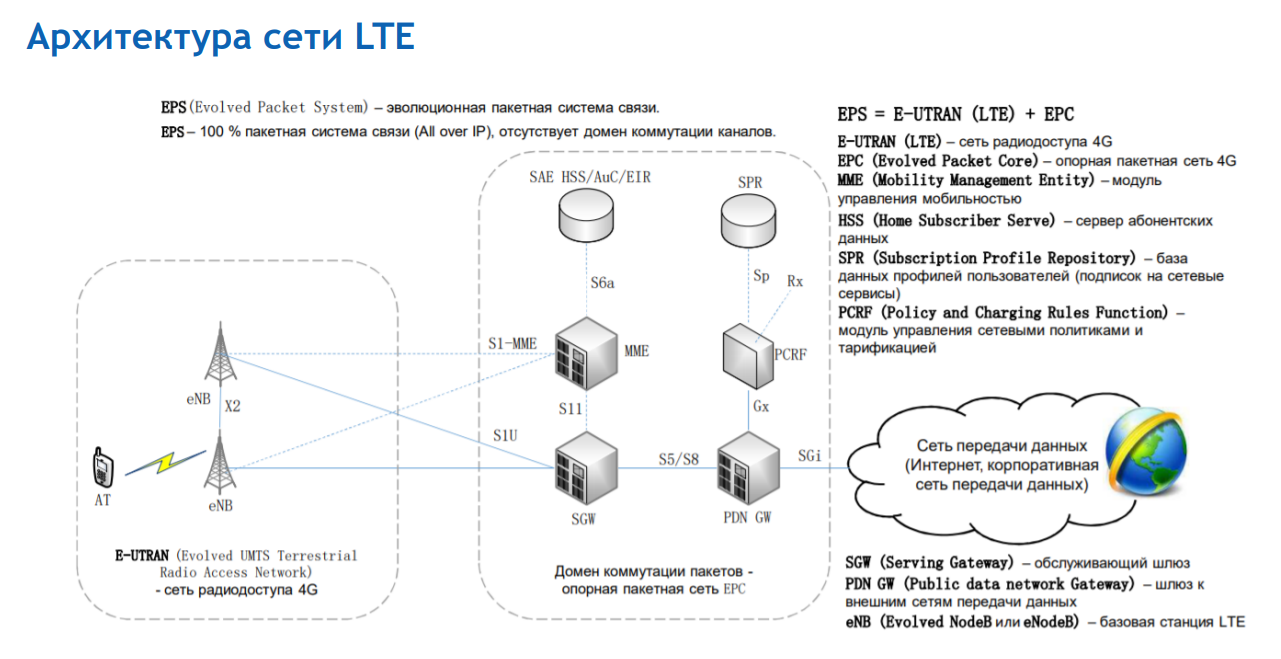 Архитектура сети LTE
EPS (Evolved Packet System) – эволюционная пакетная система связи.
EPS – 100 % пакетная система связи (All over IP), отсутствует домен коммутации каналов.
EPS = E-UTRAN (LTE) + EPC
E-UTRAN (LTE) – сеть радиодоступа 4G
EPC (Evolved Packet Core) – опорная пакетная сеть 4G
MME (Mobility Management Entity) – модуль
управления мобильностью
HSS (Home Subscriber Serve) – сервер абонентских
данных
SPR (Subscription Profile Repository) – база
данных профилей пользователей (подписок на сетевые
сервисы)
PCRF (Policy and Charging Rules Function) –
модуль управления сетевыми политиками и
тарификацией
SAE HSS/AuC/EIR
SPR
S6a
Sp
Rx
S1-MME
MME
PCRF
eNB
X2
S11
Gx
S1U
S5/S8
SGi
AT
eNB
SGW
PDN GW
Сеть передачи данных
(Интернет, корпоративная
сеть передачи данных)
E-UTRAN (Evolved UMTS Terrestrial
Radio Access Network)
- сеть радиодоступа 4G
Домен коммутации пакетов -
опорная пакетная сеть EPC
SGW (Serving Gateway) – обслуживающий шлюз
PDN GW (Public data network Gateway) – шлюз к
внешним сетям передачи данных
eNB (Evolved NodeB или eNodeB) – базовая станция LTE